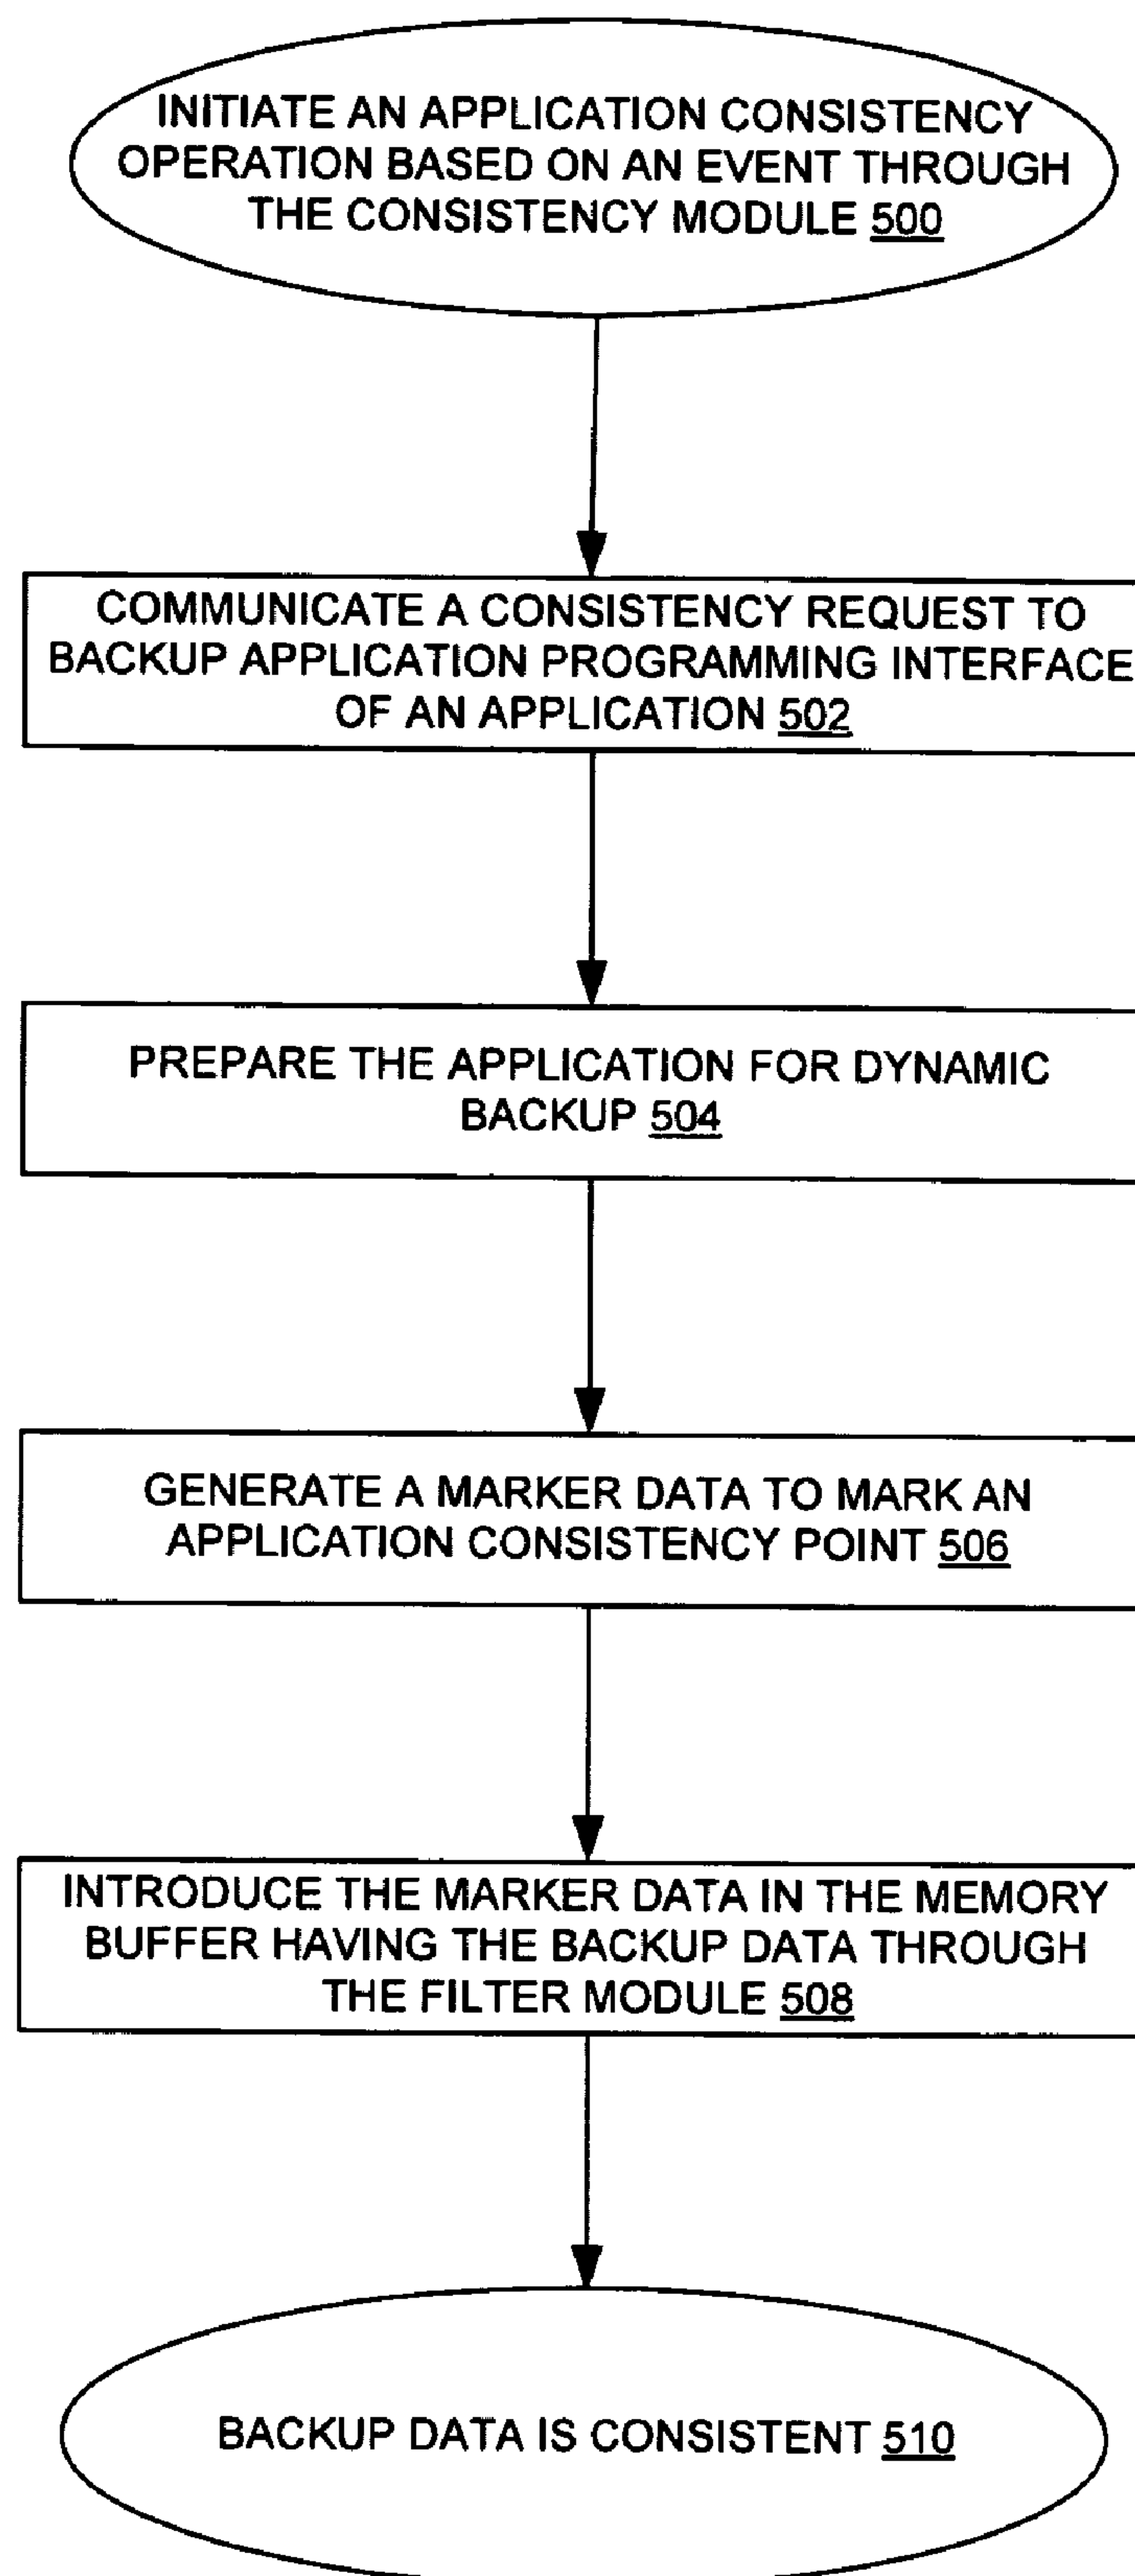 INITIATE AN APPLICATION CONSISTENCY
OPERATION BASED ON AN EVENT THROUGH
THE CONSISTENCY MODULE 500
COMMUNICATE A CONSISTENCY REQUEST TO
BACKUP APPLICATION PROGRAMMING INTERFACE
OF AN APPLICATION 502
PREPARE THE APPLICATION FOR DYNAMIC
BACKUP 504
GENERATE A MARKER DATA TO MARK AN
APPLICATION CONSISTENCY POINT 506
INTRODUCE THE MARKER DATA IN THE MEMORY
BUFFER HAVING THE BACKUP DATA THROUGH
THE FILTER MODULE 508
BACKUP DATA IS CONSISTENT 510